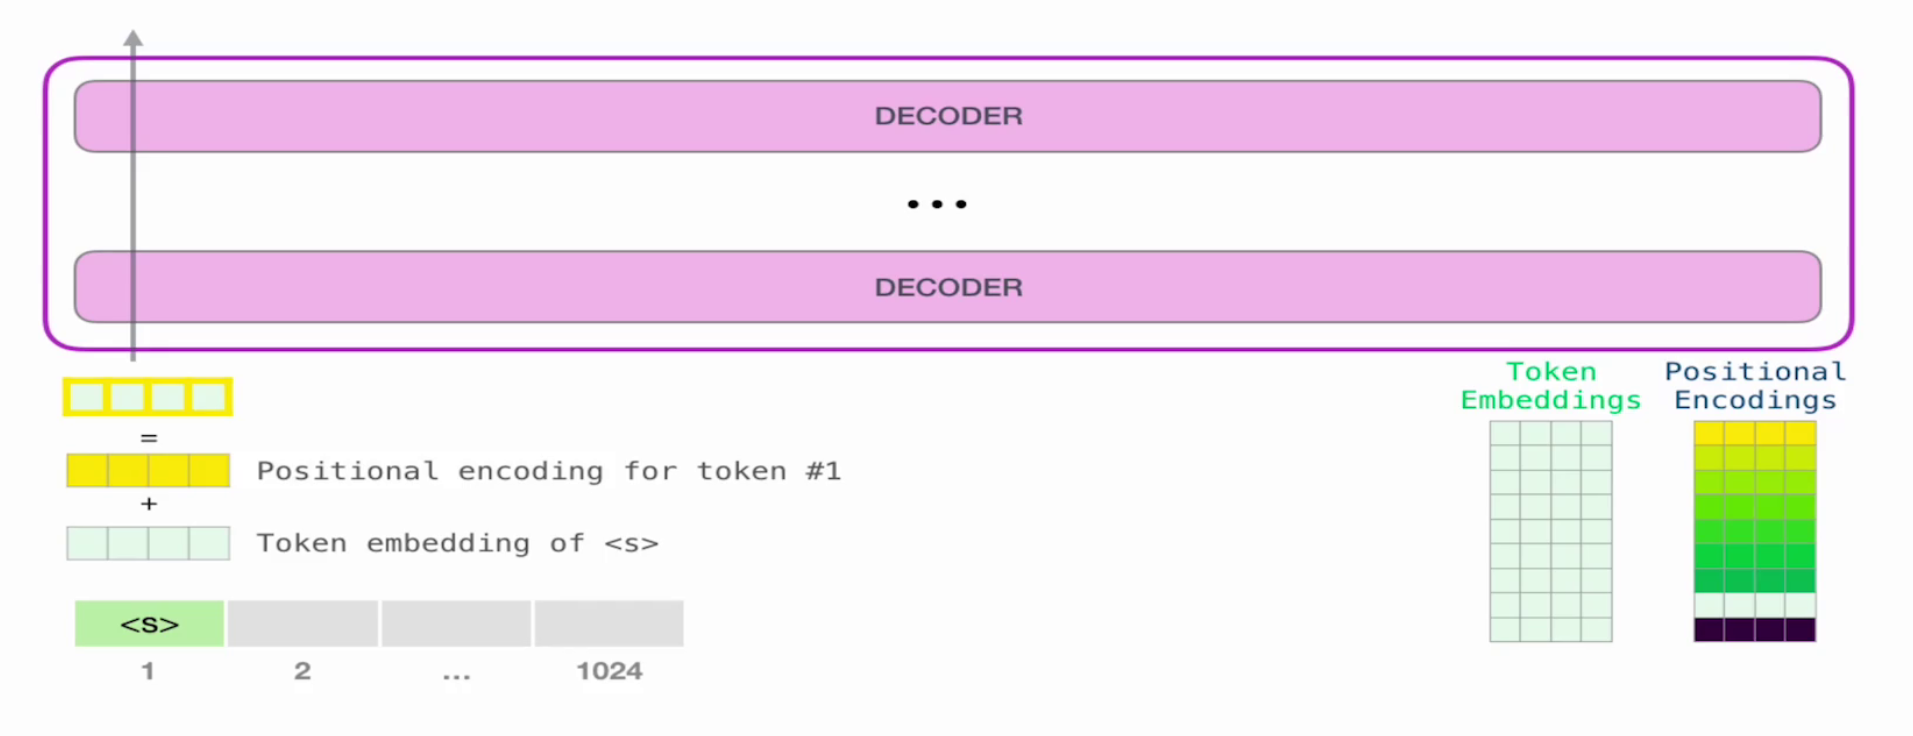 DECODER
...
DECODER
Token
Embeddings
Positional
Encodings
=
Positional encoding for token #1
+
Token embedding of <s>
<S>
1 2 ... 1024